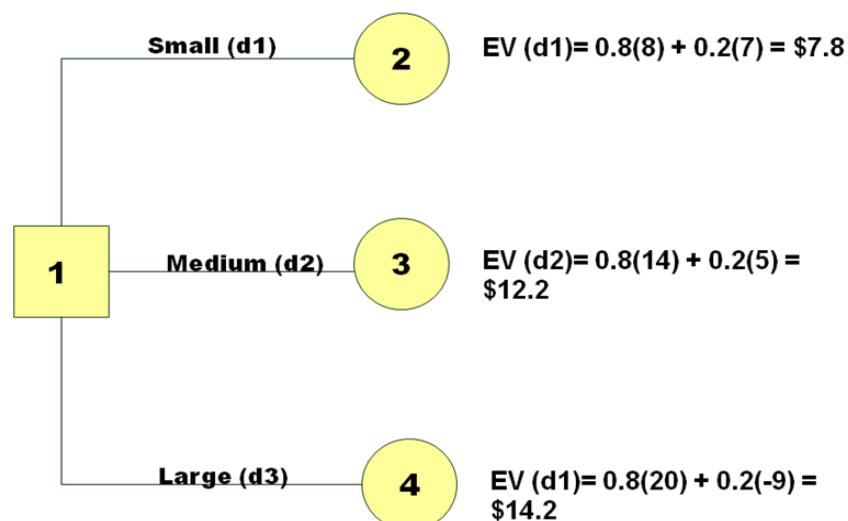 Small (d1)
2
EV (d1)= 0.8(8) + 0.2(7) = $7.8
1
Medium (d2)
3
EV (d2)= 0.8(14) + 0.2(5) =
$12.2
Large (d3)
4
EV (d1)= 0.8(20) + 0.2(-9) =
$14.2